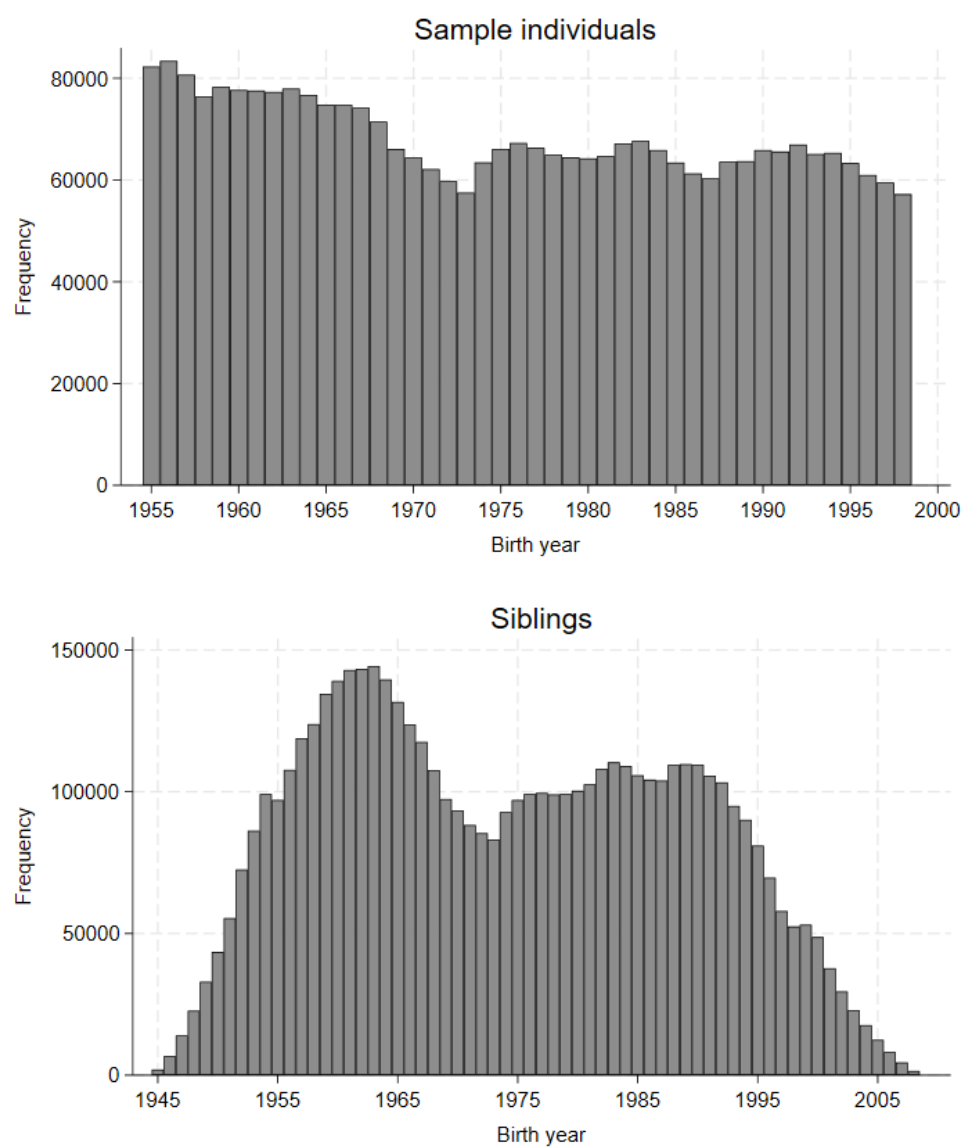 Sample individuals
80000
60000
40000
20000
0
Frequency
1955 1960 1965 1970 1975 1980 1985 1990 1995 2000
Birth year
Siblings
150000
100000
50000
0
Frequency
1945 1955 1965 1975 1985 1995 2005
Birth year